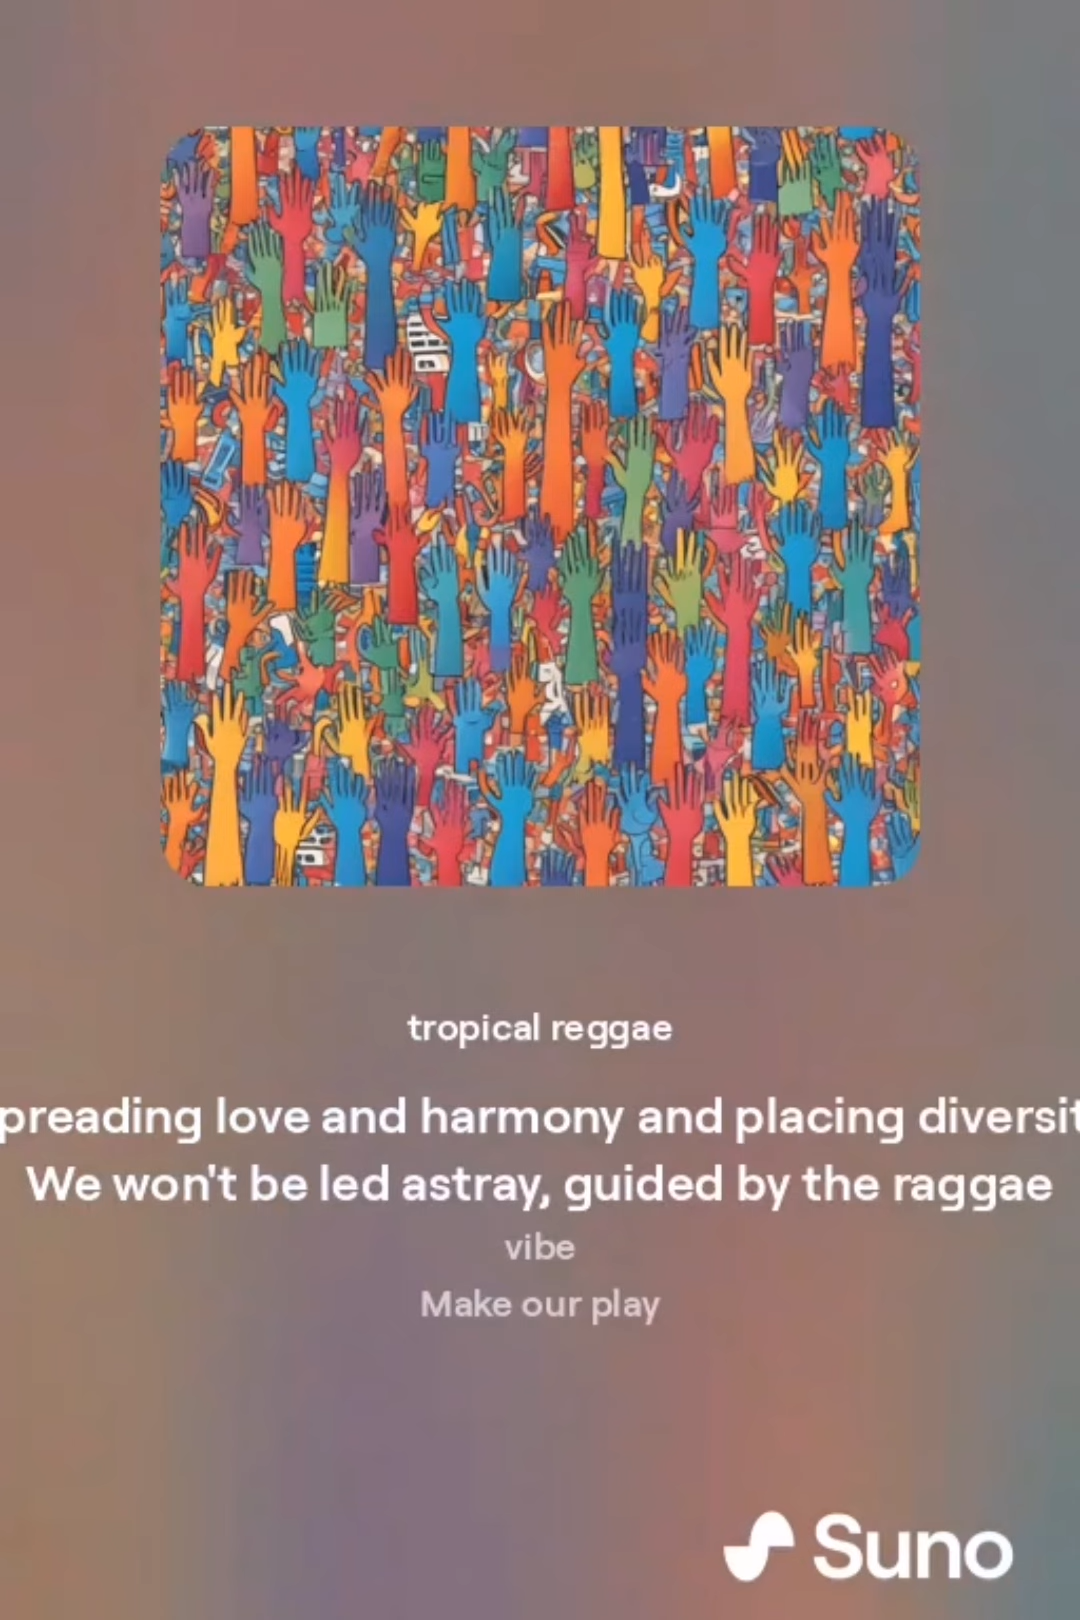 tropical reggae
preading love and harmony and placing diversit
We won't be led astray, guided by the raggae
vibe
Make our play
Suno